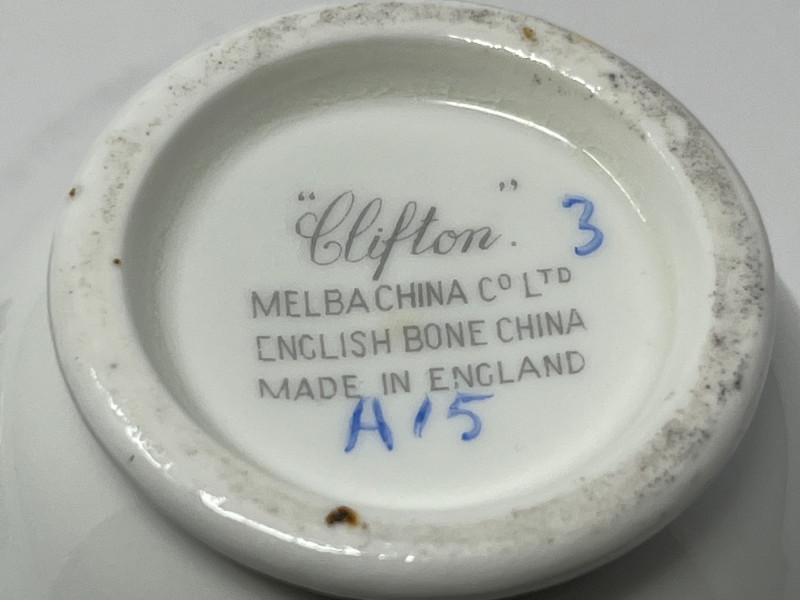 "Clifton".
3
MELBA CHINA Cº LTD
ENGLISH BONE CHINA
MADE IN ENGLAND
A15